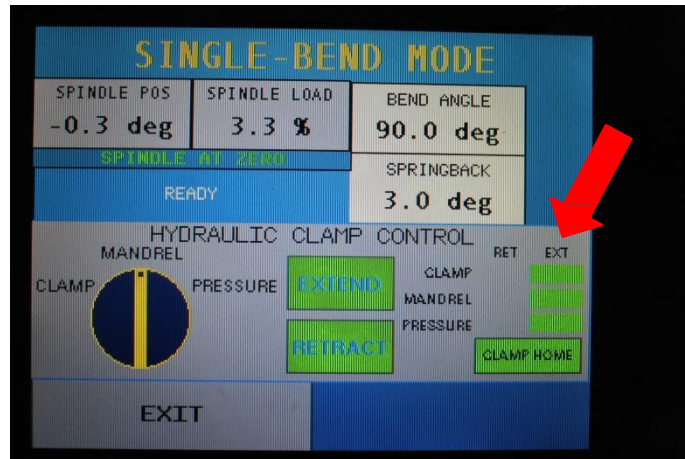 SINGLE-BEND MODE
SPINDLE POS SPINDLE LOAD BEND ANGLE
-0.3 deg 3.3 % 90.0 deg
SPINDLE AT ZERO
SPRINGBACK
READY
3.0 deg
HYDRAULIC CLAMP CONTROL
RET EXT
MANDREL
CLAMP PRESSURE EXTEND
CLAMP
MANDREL
PRESSURE
RETRACT
CLAMP HOME
EXIT